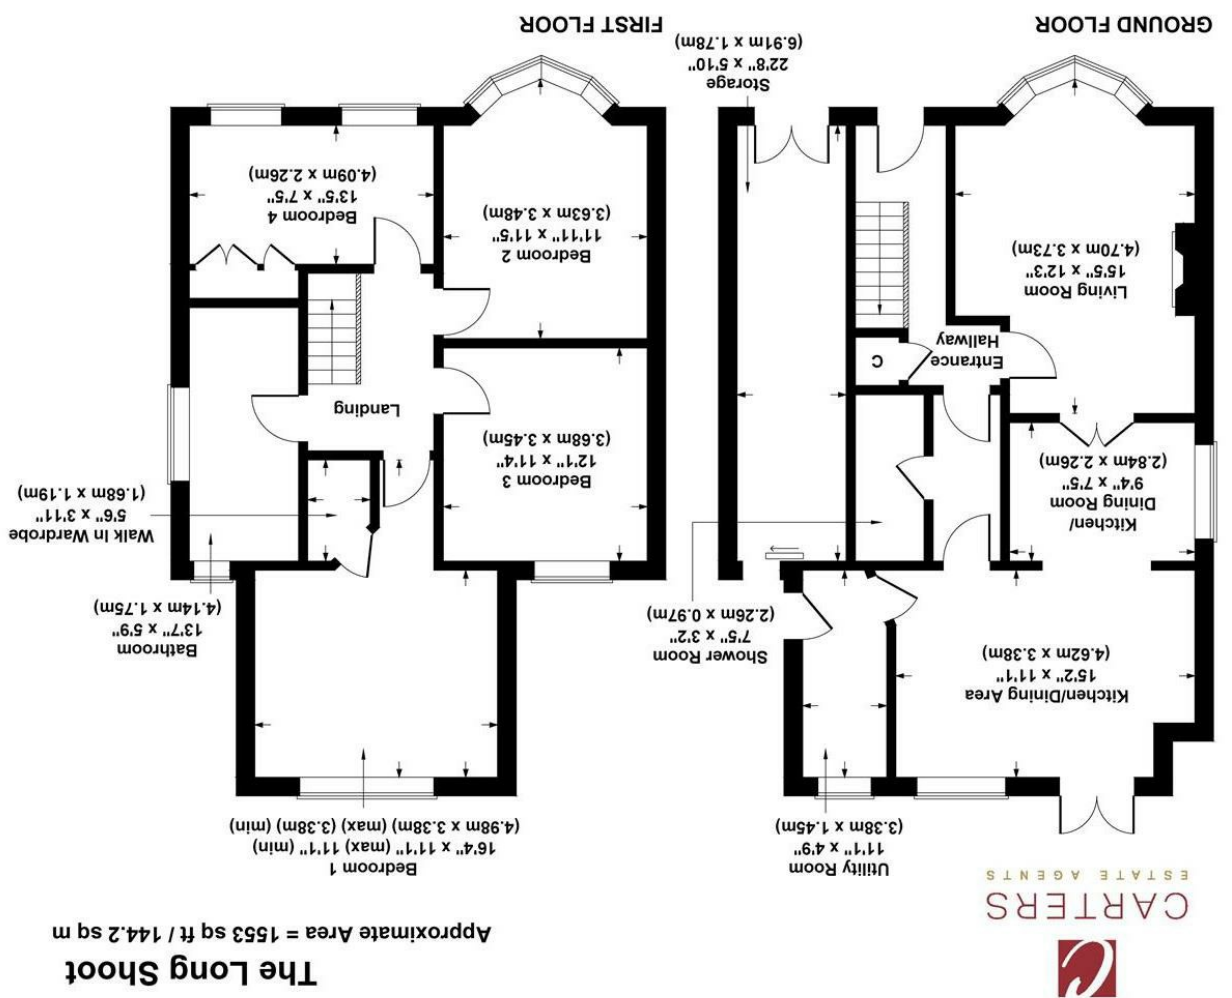 The Long Shoot
Approximate Area = 1553 sq ft / 144.2 sq m
CARTERS
ESTATE AGENTS
Utility Room
11'1" x 4'9"
(3.38m x 1.45m)
Kitchen/Dining Area
15'2" x 11'1"
(4.62m x 3.38m)
Shower Room
7'5" x 3'2"
(2.26m x 0.97m)
Kitchen/
Dining Room
9'4" x 7'5"
(2.84m x 2.26m)
C
Entrance
Hallway
Living Room
15'5" x 12'3"
(4.70m x 3.73m)
Storage
22'8" x 5'10"
(6.91m x 1.78m)
GROUND FLOOR
Bedroom 1
16'4" x 11'1" (max) 11'1" (min)
(4.98m x 3.38m) (max) (3.38m) (min)
Bathroom
13'7" x 5'9"
(4.14m x 1.75m)
Walk In Wardrobe
5'6" x 3'11"
(1.68m x 1.19m)
Bedroom 3
12'1" x 11'4"
(3.68m x 3.45m)
Landing
Bedroom 2
11'11" x 11'5"
(3.63m x 3.48m)
Bedroom 4
13'5" x 7'5"
(4.09m x 2.26m)
FIRST FLOOR